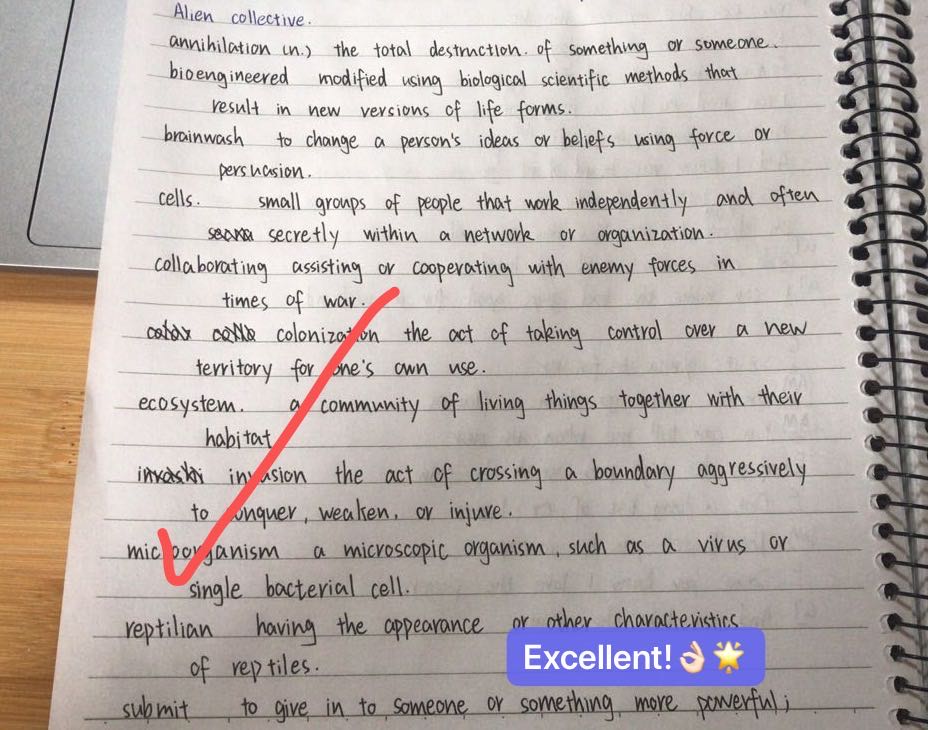 Alien collective.
annihilation (n.) the total destruction. of something or someone.
bioengineered modified using biological scientific methods that
result in new versions of life forms.
brainwash to change a person's ideas or beliefs using force or
persuasion.
cells. small groups of people that work independently and often
secretly within a network or organization.
collaborating assisting or cooperating with enemy forces in
times of war.
colonization the act of taking control over a new
territory for one's own use.
ecosystem. a community of living things together with their
habitat
invasion the act of crossing a boundary aggressively
to conquer, weaken, or injure.
microorganism a microscopic organism, such as a virus or
single bacterial cell.
reptilian having the appearance or other characteristics
of reptiles.
Excellent!👌🏻🌟
submit to give in to someone or something more powerful;